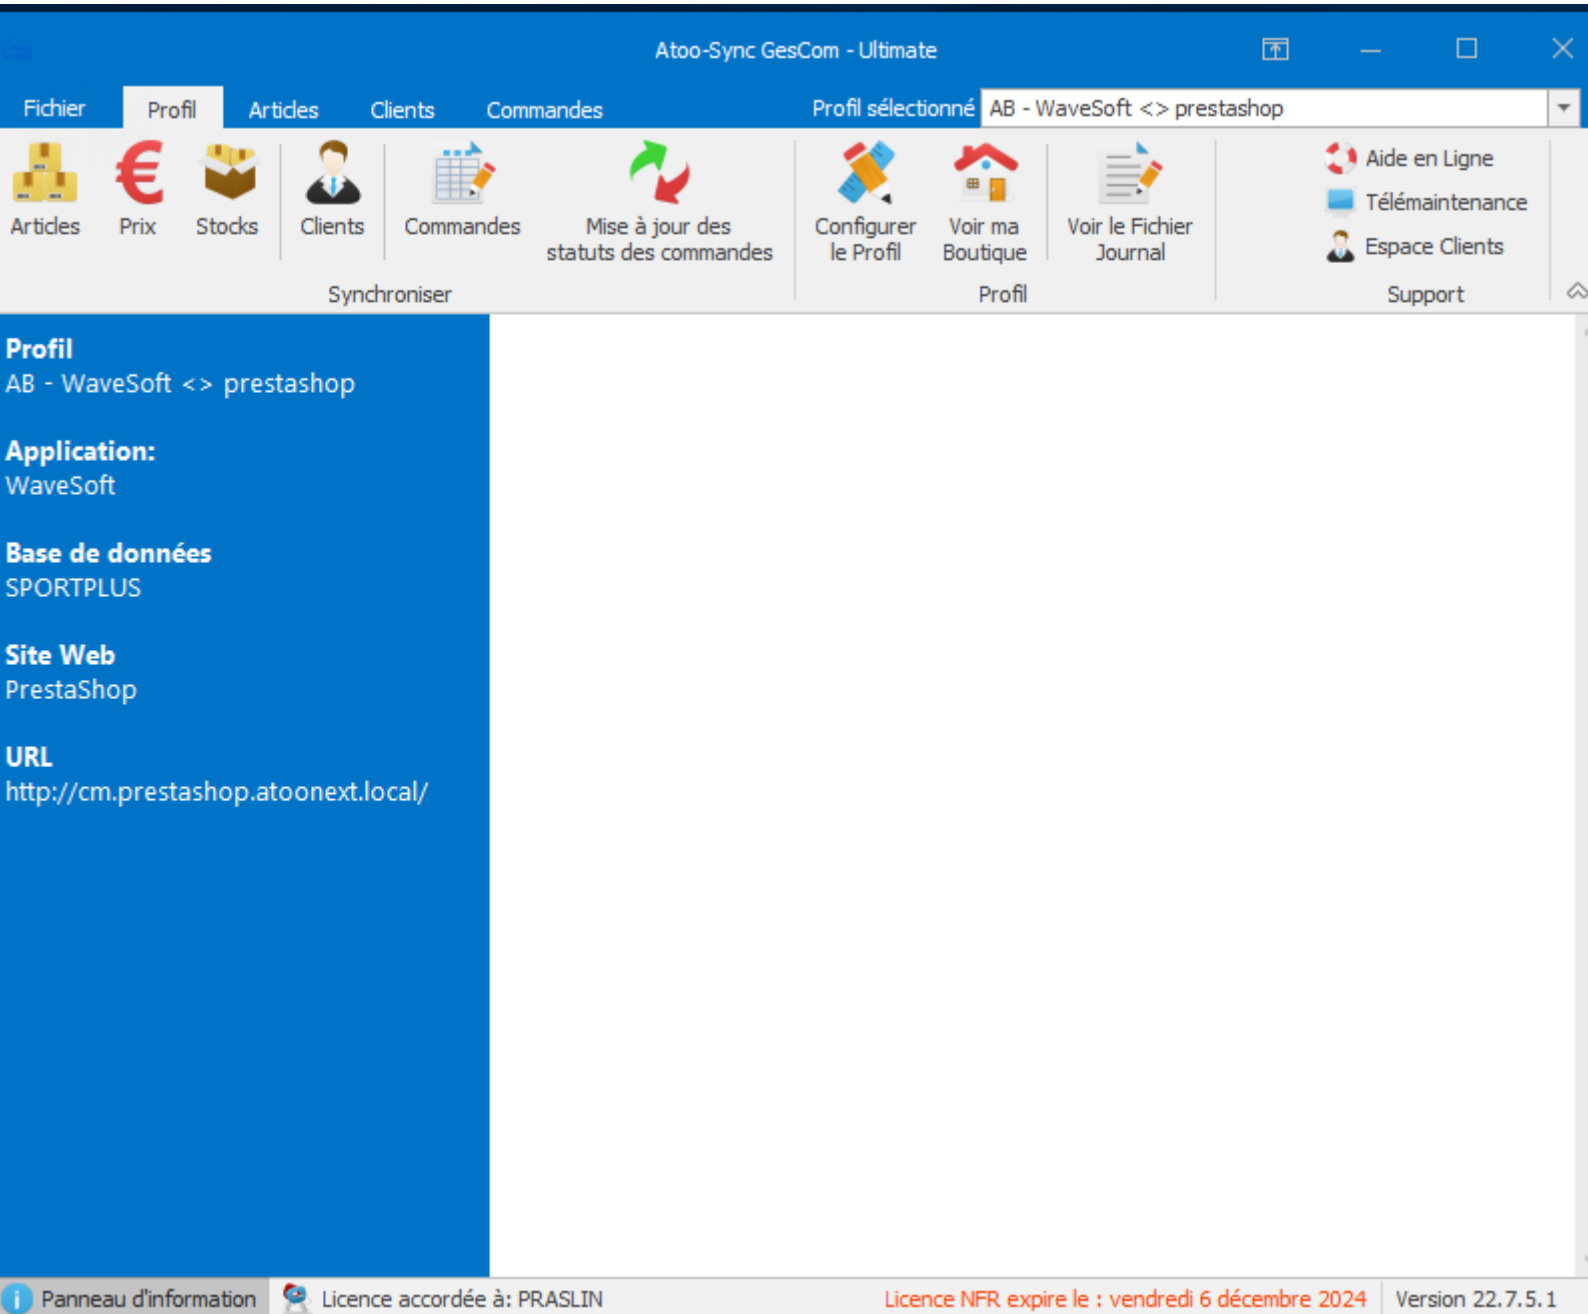 Atoo-Sync GesCom - Ultimate
Fichier Profil Articles Clients Commandes Profil sélectionné AB - WaveSoft <> prestashop
Articles Prix Stocks Clients Commandes Mise à jour des statuts des commandes Configurer le Profil Voir ma Boutique Voir le Fichier Journal
Aide en Ligne
Télémaintenance
Espace Clients
Synchroniser Profil Support
Profil
AB - WaveSoft <> prestashop
Application:
WaveSoft
Base de données
SPORTPLUS
Site Web
PrestaShop
URL
http://cm.prestashop.atoonext.local/
Panneau d'information Licence accordée à: PRASLIN Licence NFR expire le : vendredi 6 décembre 2024 Version 22.7.5.1